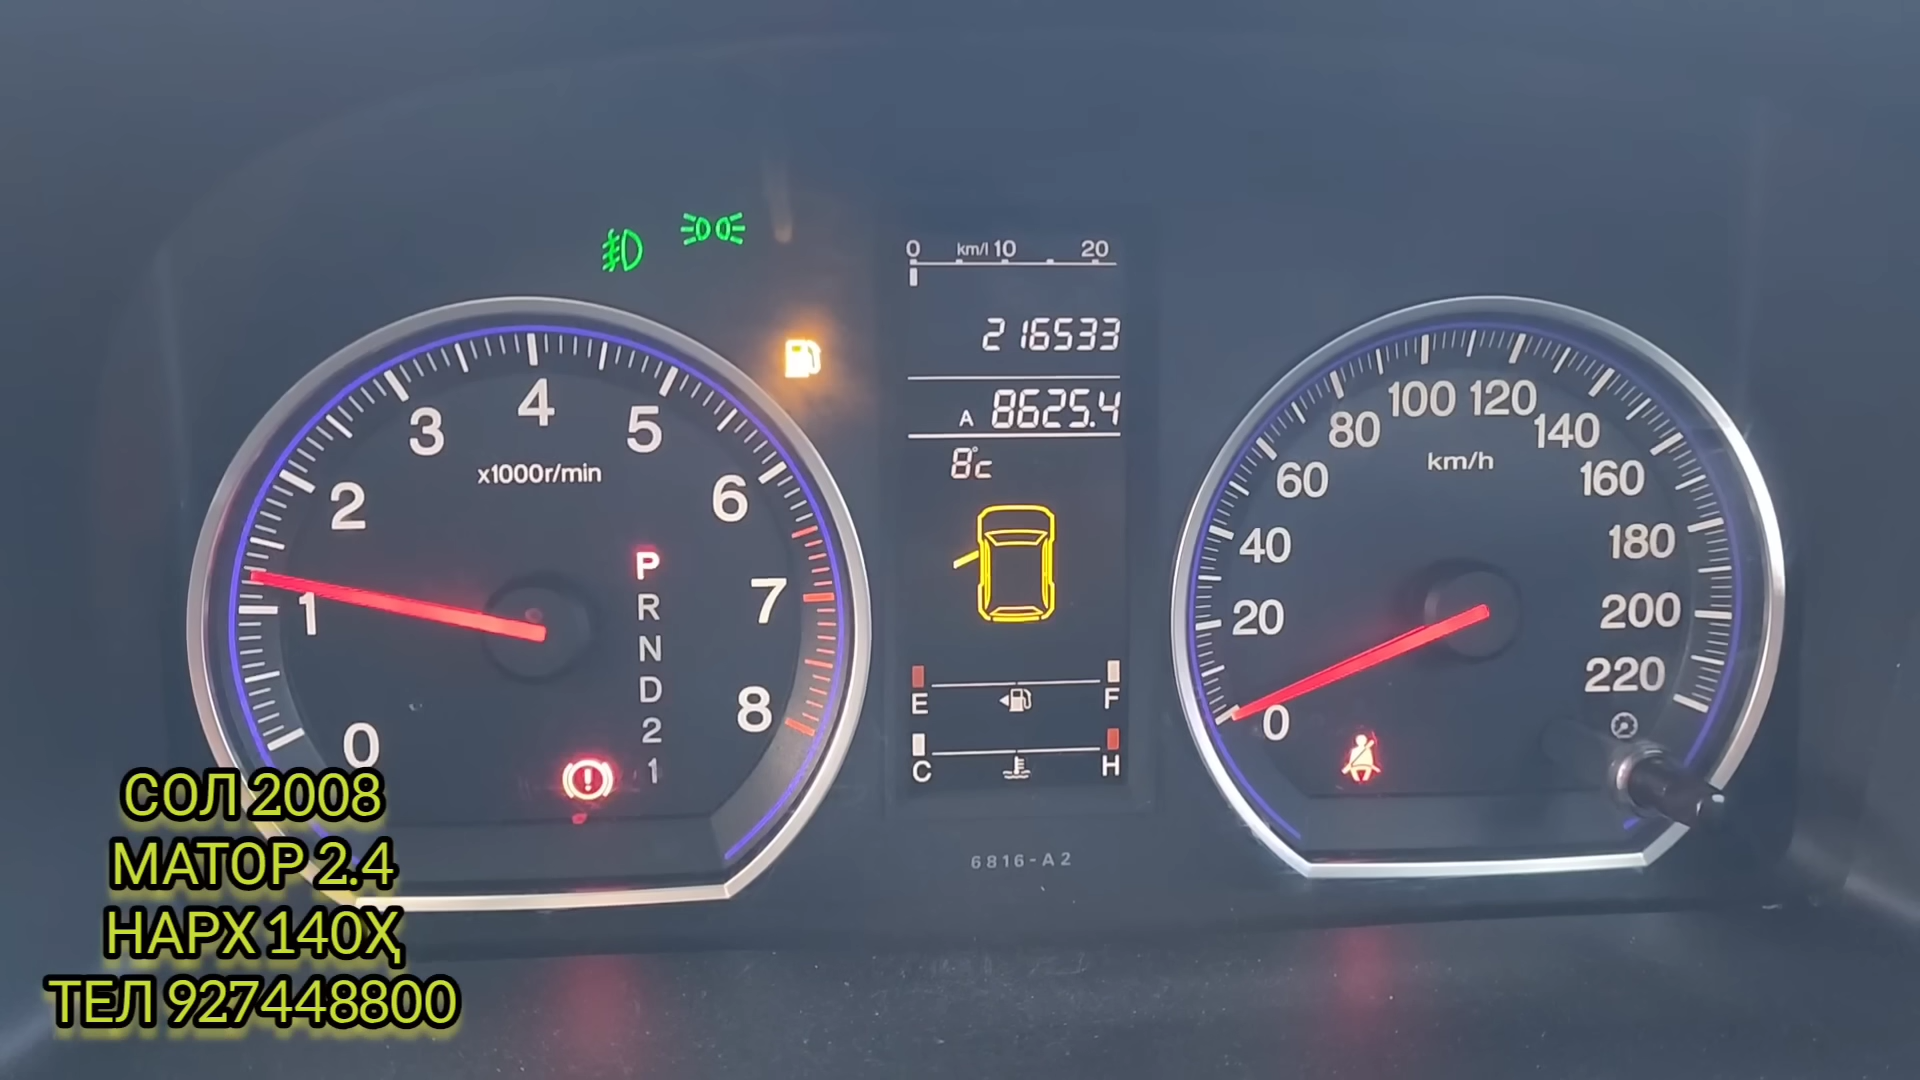 0 km/l 10 20
216533
A 8625.4
8°c
0 1 2 3 4 5 6 7 8
x1000r/min
P
R
N
D
2
1
E F
C H
6816-A2
0 20 40 60 80 100 120 140 160 180 200 220
km/h
СОЛ 2008
МАТОР 2.4
НАРХ 140Ҳ
ТЕЛ 927448800